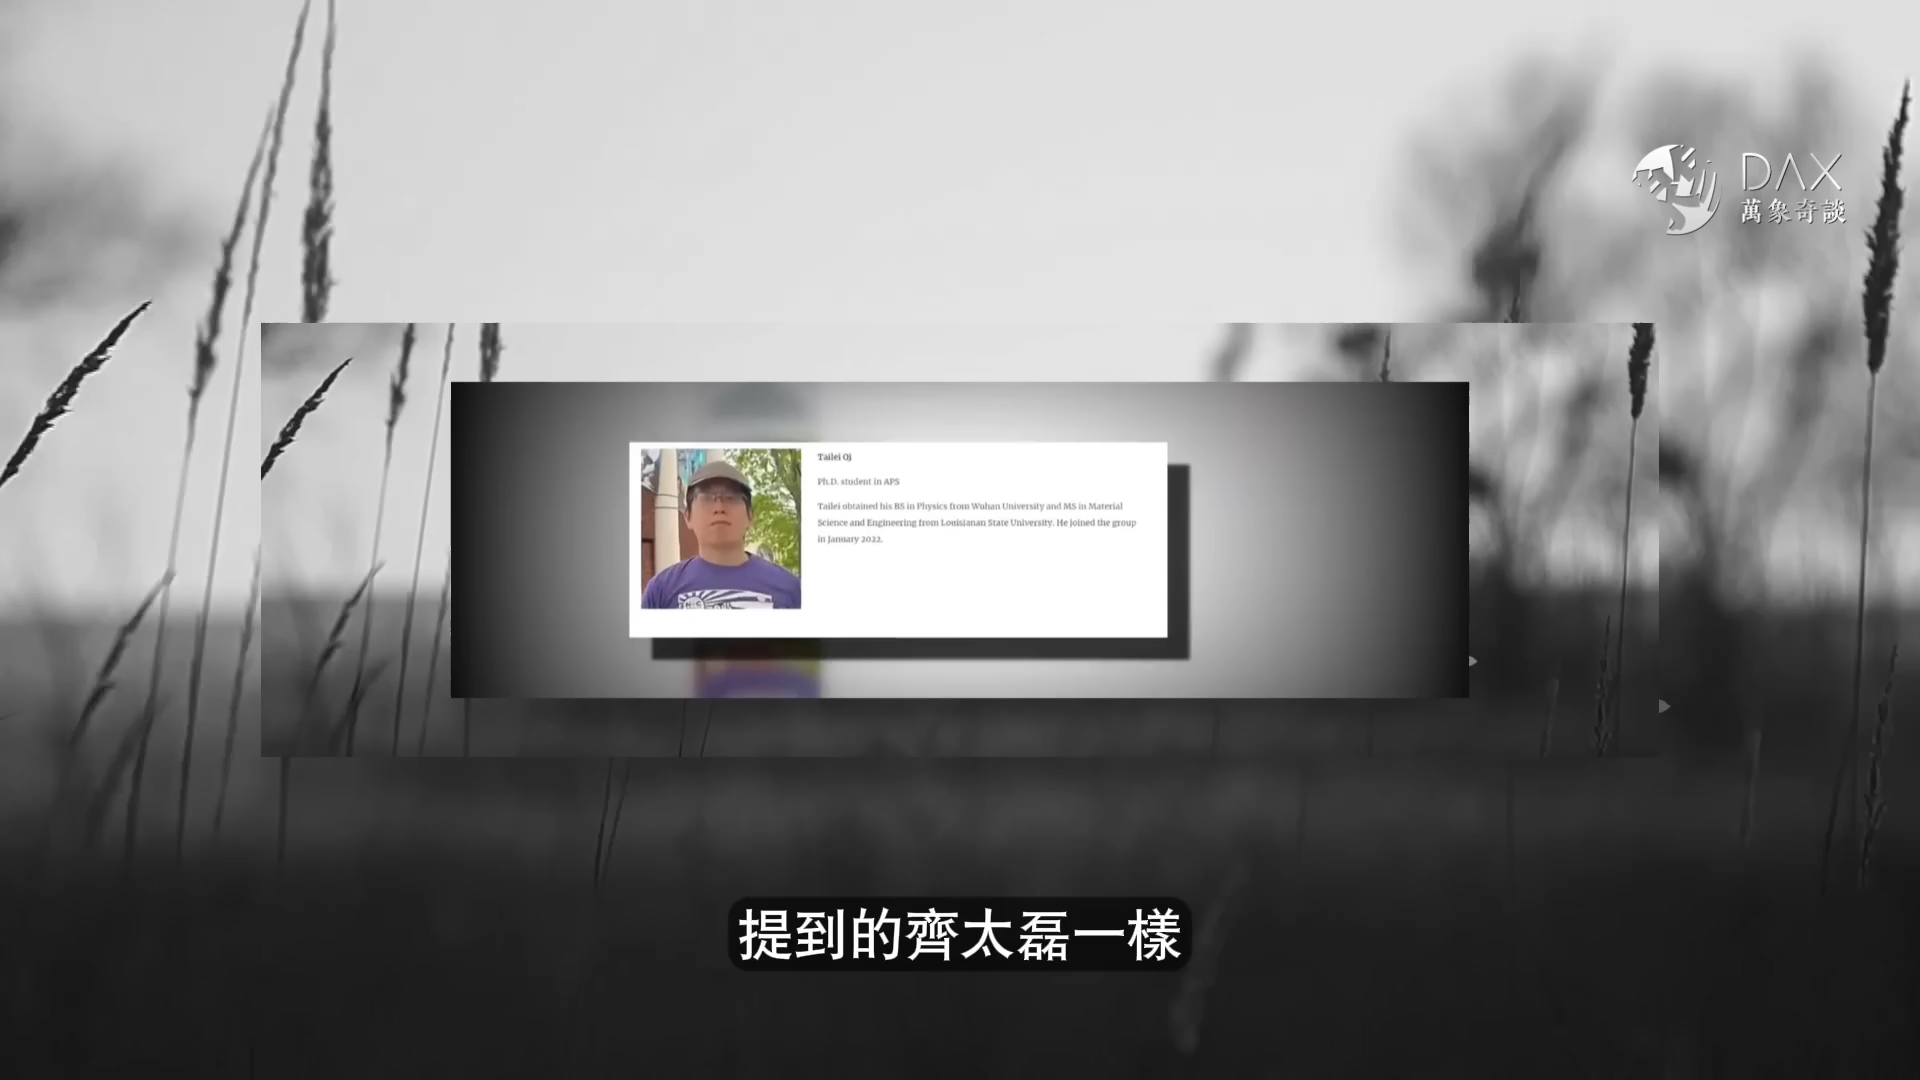 DAX
萬象奇談
Tailei Qi
Ph.D. student in APS
Tailei obtained his BS in Physics from Wuhan University and MS in Material
Science and Engineering from Louisianan State University. He joined the group
in January 2022.
提到的齊太磊一樣